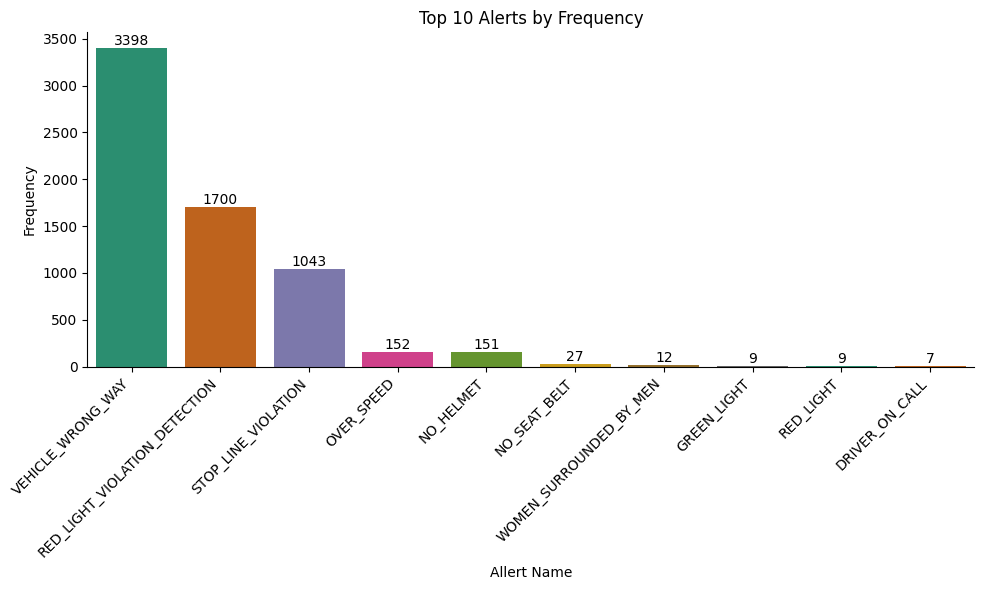 Top 10 Alerts by Frequency
Frequency
3500
3000
2500
2000
1500
1000
500
0
3398
1700
1043
152
151
27
12
9
9
7
VEHICLE_WRONG_WAY
RED_LIGHT_VIOLATION_DETECTION
STOP_LINE_VIOLATION
OVER_SPEED
NO_HELMET
NO_SEAT_BELT
WOMEN_SURROUNDED_BY_MEN
GREEN_LIGHT
RED_LIGHT
DRIVER_ON_CALL
Allert Name